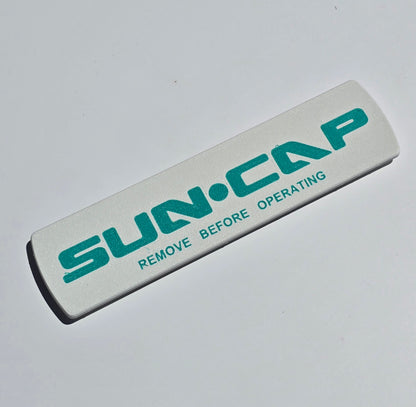 SUN•CAP
REMOVE BEFORE OPERATING